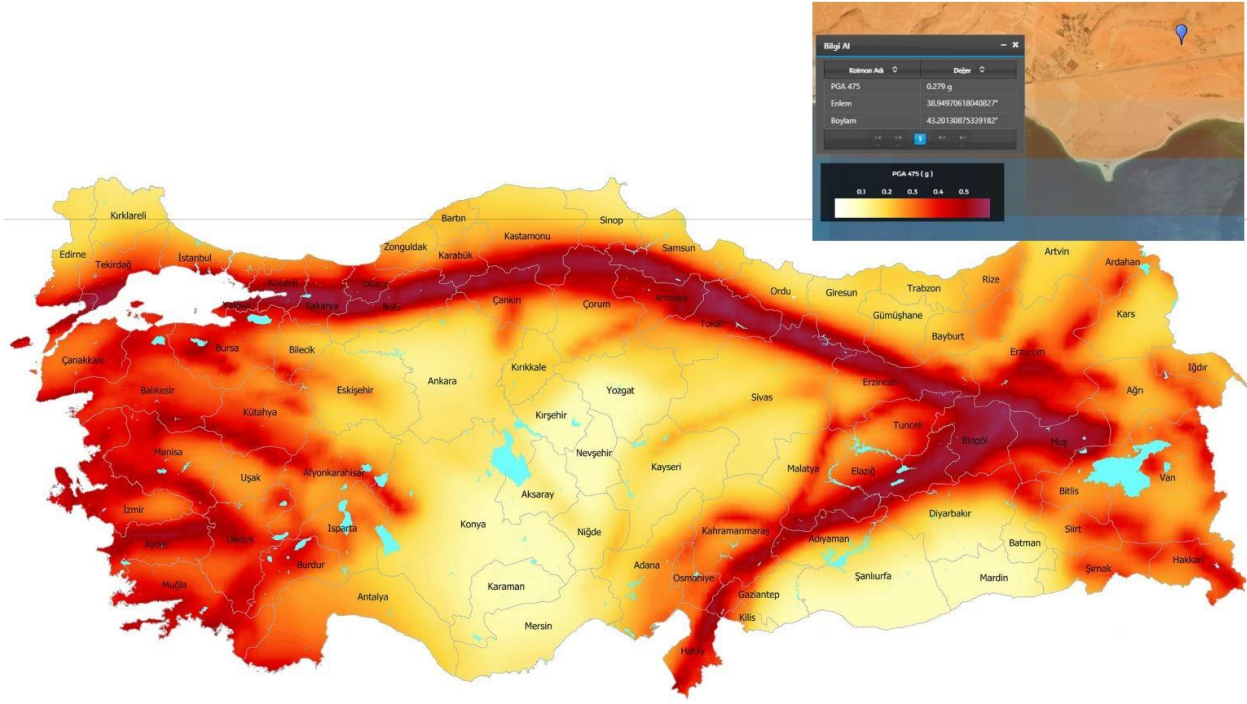 Bilgi Al
Katman Adı Değer
PGA 475 0.279 g
Enlem 38.94970618040827°
Boylam 43.20130875339182°
1
PGA 475 ( g )
0.1 0.2 0.3 0.4 0.5
Kırklareli
Edirne
Tekirdağ
İstanbul
Kocaeli
Yalova
Sakarya
Düzce
Bolu
Zonguldak
Bartın
Karabük
Kastamonu
Sinop
Samsun
Çankırı
Çorum
Amasya
Tokat
Ordu
Giresun
Trabzon
Gümüşhane
Bayburt
Rize
Artvin
Ardahan
Kars
Erzurum
Iğdır
Ağrı
Çanakkale
Bursa
Bilecik
Balıkesir
Kütahya
Eskişehir
Ankara
Kırıkkale
Yozgat
Kırşehir
Sivas
Erzincan
Tunceli
Bingöl
Muş
Manisa
Uşak
Afyonkarahisar
Nevşehir
Kayseri
Malatya
Elazığ
Bitlis
Van
İzmir
Aydın
Denizli
Isparta
Burdur
Konya
Aksaray
Niğde
Kahramanmaraş
Adıyaman
Diyarbakır
Batman
Siirt
Muğla
Antalya
Karaman
Mersin
Adana
Osmaniye
Gaziantep
Kilis
Şanlıurfa
Mardin
Şırnak
Hakkari
Hatay